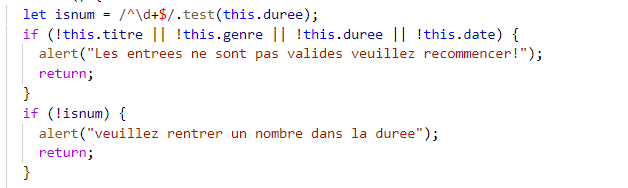 let isnum = /^\d+$/.test(this.duree);
if (!this.titre || !this.genre || !this.duree || !this.date) {
alert("Les entrees ne sont pas valides veuillez recommencer!");
return;
}
if (!isnum) {
alert("veuillez rentrer un nombre dans la duree");
return;
}